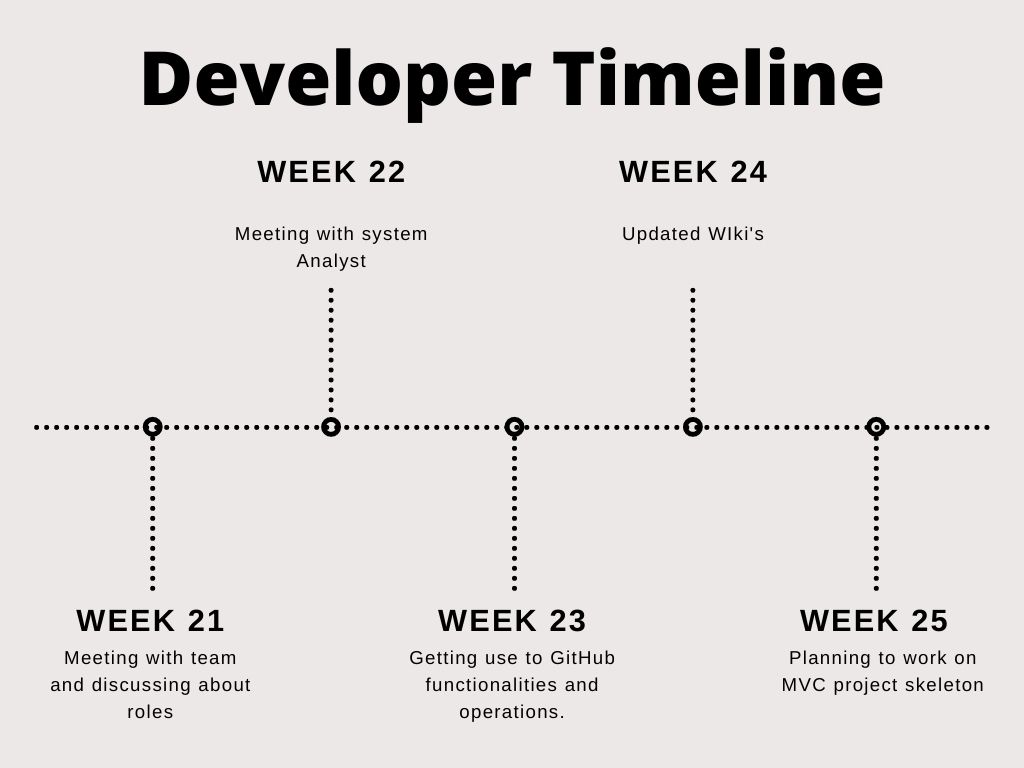 Developer Timeline
WEEK 22
Meeting with system
Analyst
WEEK 24
Updated WIki's
WEEK 21
Meeting with team
and discussing about
roles
WEEK 23
Getting use to GitHub
functionalities and
operations.
WEEK 25
Planning to work on
MVC project skeleton